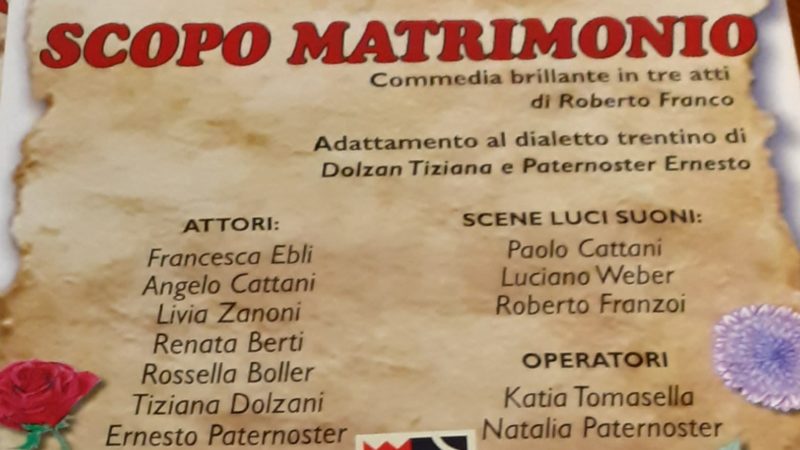 SCOPO MATRIMONIO
Commedia brillante in tre atti
di Roberto Franco
Adattamento al dialetto trentino di
Dolzan Tiziana e Paternoster Ernesto
ATTORI:
Francesca Ebli
Angelo Cattani
Livia Zanoni
Renata Berti
Rossella Boller
Tiziana Dolzani
Ernesto Paternoster
SCENE LUCI SUONI:
Paolo Cattani
Luciano Weber
Roberto Franzoi
OPERATORI
Katia Tomasella
Natalia Paternoster